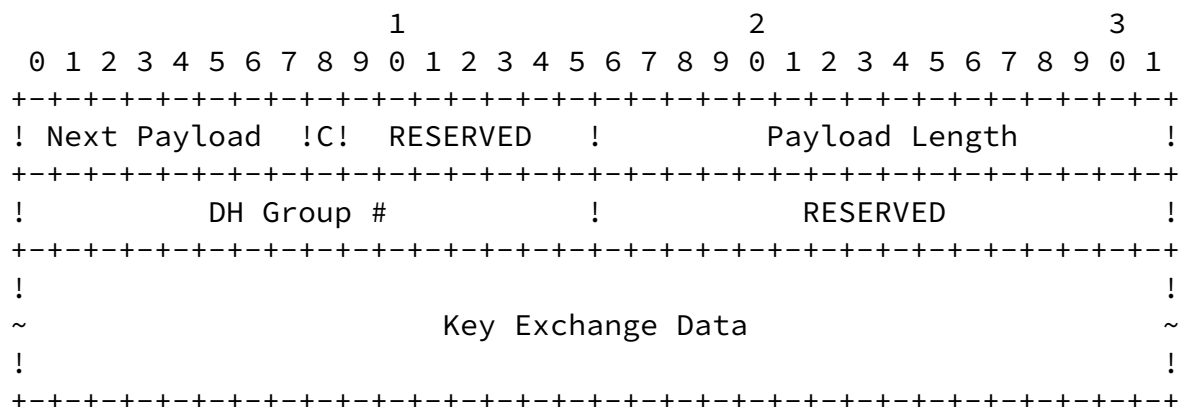 1                   2                   3
 0 1 2 3 4 5 6 7 8 9 0 1 2 3 4 5 6 7 8 9 0 1 2 3 4 5 6 7 8 9 0 1
+-+-+-+-+-+-+-+-+-+-+-+-+-+-+-+-+-+-+-+-+-+-+-+-+-+-+-+-+-+-+-+-+
! Next Payload  !C!  RESERVED   !         Payload Length        !
+-+-+-+-+-+-+-+-+-+-+-+-+-+-+-+-+-+-+-+-+-+-+-+-+-+-+-+-+-+-+-+-+
!          DH Group #           !           RESERVED            !
+-+-+-+-+-+-+-+-+-+-+-+-+-+-+-+-+-+-+-+-+-+-+-+-+-+-+-+-+-+-+-+-+
!                                                               !
~                       Key Exchange Data                       ~
!                                                               !
+-+-+-+-+-+-+-+-+-+-+-+-+-+-+-+-+-+-+-+-+-+-+-+-+-+-+-+-+-+-+-+-+